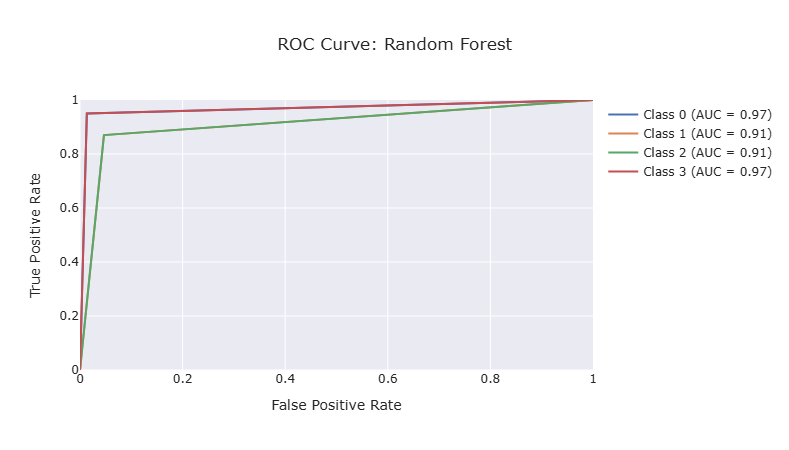 ROC Curve: Random Forest
1
0.8
0.6
0.4
0.2
0
True Positive Rate
0
0.2
0.4
0.6
0.8
1
False Positive Rate
Class 0 (AUC = 0.97)
Class 1 (AUC = 0.91)
Class 2 (AUC = 0.91)
Class 3 (AUC = 0.97)